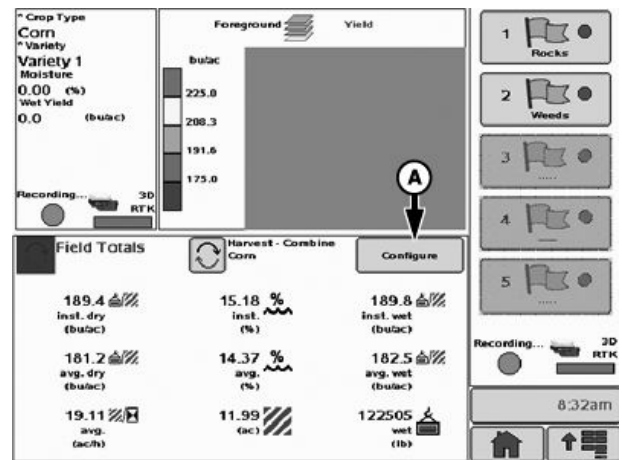 * Crop Type
Corn
* Variety
Variety 1
Moisture
0.00 (%)
Wet Yield
0.0 (bu/ac)
Recording...
3D
RTK
Foreground
Yield
bu/ac
225.0
208.3
191.6
175.0
A
1
Rocks
2
Weeds
3
.....
4
5
.....
Field Totals
Harvest - Combine
Corn
Configure
189.4
inst. dry
(bu/ac)
15.18 %
inst.
(%)
189.8
inst. wet
(bu/ac)
181.2
avg. dry
(bu/ac)
14.37 %
avg.
(%)
182.5
avg. wet
(bu/ac)
19.11
avg.
(ac/h)
11.99
(ac)
122505
wet
(lb)
Recording...
3D
RTK
8:32am